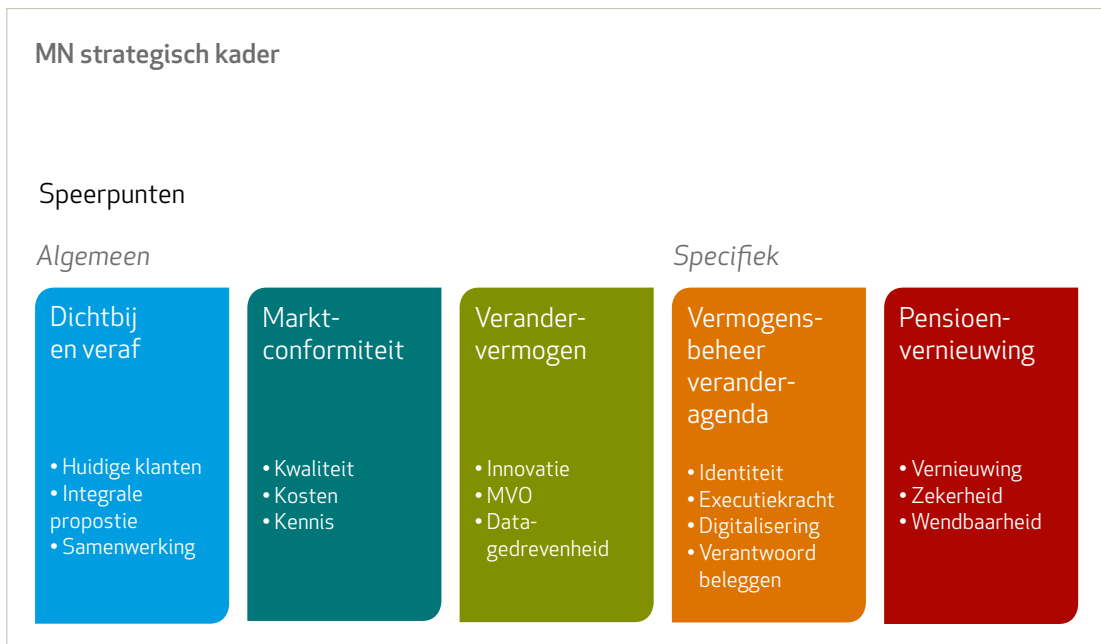 MN strategisch kader
Speerpunten
Algemeen
Specifiek
Dichtbij
en veraf
• Huidige klanten
• Integrale
propostie
• Samenwerking
Markt-
conformiteit
• Kwaliteit
• Kosten
• Kennis
Verander-
vermogen
• Innovatie
• MVO
• Data-
gedrevenheid
Vermogens-
beheer
verander-
agenda
• Identiteit
• Executiekracht
• Digitalisering
• Verantwoord
beleggen
Pensioen-
vernieuwing
• Vernieuwing
• Zekerheid
• Wendbaarheid